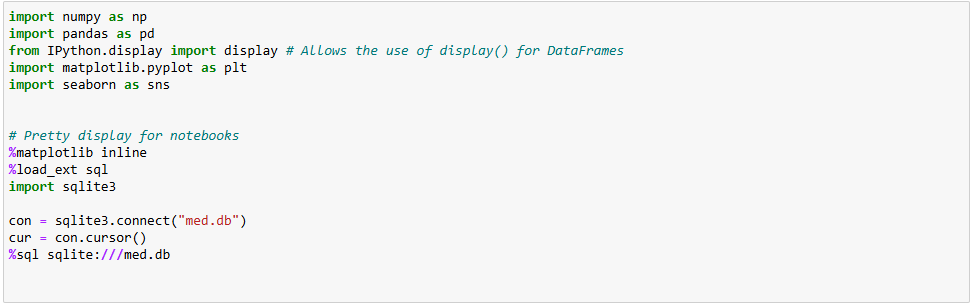 import numpy as np
import pandas as pd
from IPython.display import display # Allows the use of display() for DataFrames
import matplotlib.pyplot as plt
import seaborn as sns
# Pretty display for notebooks
%matplotlib inline
%load_ext sql
import sqlite3
con = sqlite3.connect("med.db")
cur = con.cursor()
%sql sqlite:///med.db